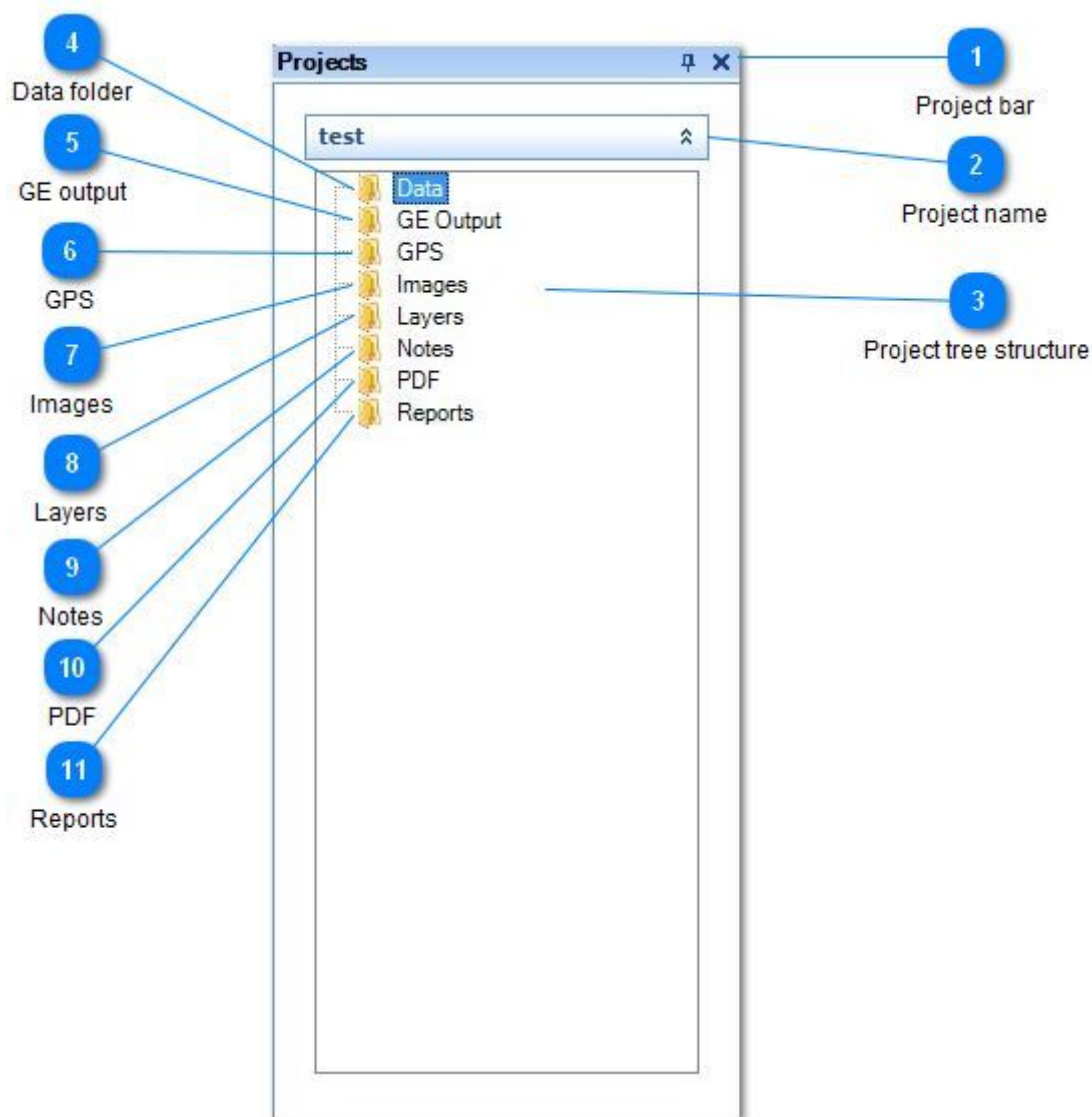 4
Data folder
5
GE output
6
GPS
7
Images
8
Layers
9
Notes
10
PDF
11
Reports
Projects
test
Data
GE Output
GPS
Images
Layers
Notes
PDF
Reports
1
Project bar
2
Project name
3
Project tree structure